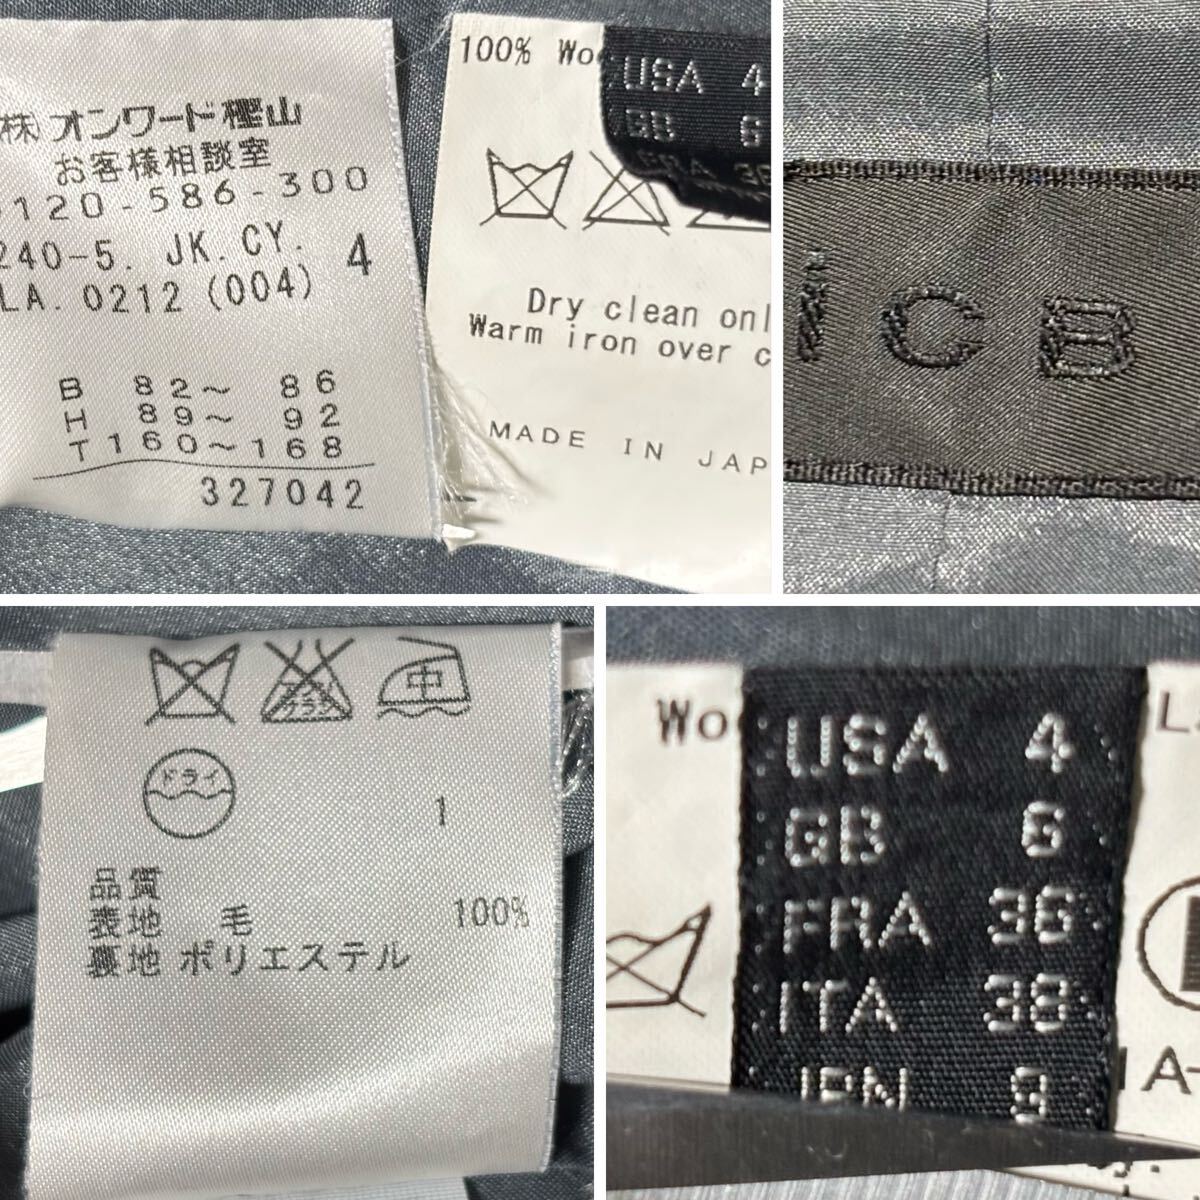 株)オンワード樫山
お客様相談室
120-586-300
240-5. JK. CY. 4
LA. 0212 (004)
B 82～ 86
H 89～ 92
T 160～168
327042
100% Wo
USA 4
GB 6
FRA 36
Dry clean onl
Warm iron over c
MADE IN JAP
ICB
中
ドライ
1
品質
表地 毛 100%
裏地 ポリエステル
Wo
USA 4
GB 6
FRA 36
ITA 38
JPN 9
A-